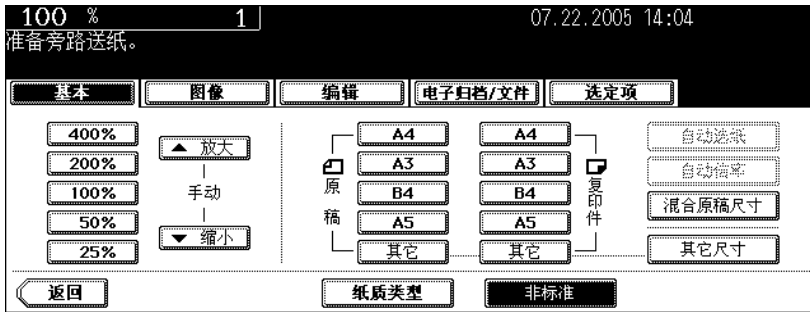 100 % 1 07.22.2005 14:04
准备旁路送纸。
基本 图像 编辑 电子归档/文件 选定项
400% ▲ 放大 A4 A4 自动选纸
200% A3 A3 自动倍率
100% 手动 原稿 B4 B4 复印件 混合原稿尺寸
50% ▼ 缩小 A5 A5
25% 其它 其它 其它尺寸
返回 纸质类型 非标准